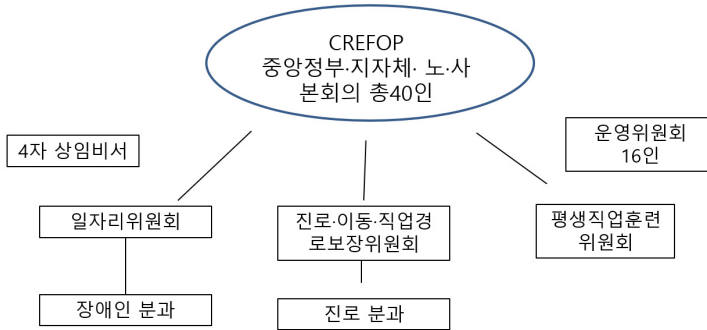 CREFOP
중앙정부·지자체· 노·사
본회의 총40인
4자 상임비서
운영위원회
16인
일자리위원회
진로·이동·직업경
로보장위원회
평생직업훈련
위원회
장애인 분과
진로 분과